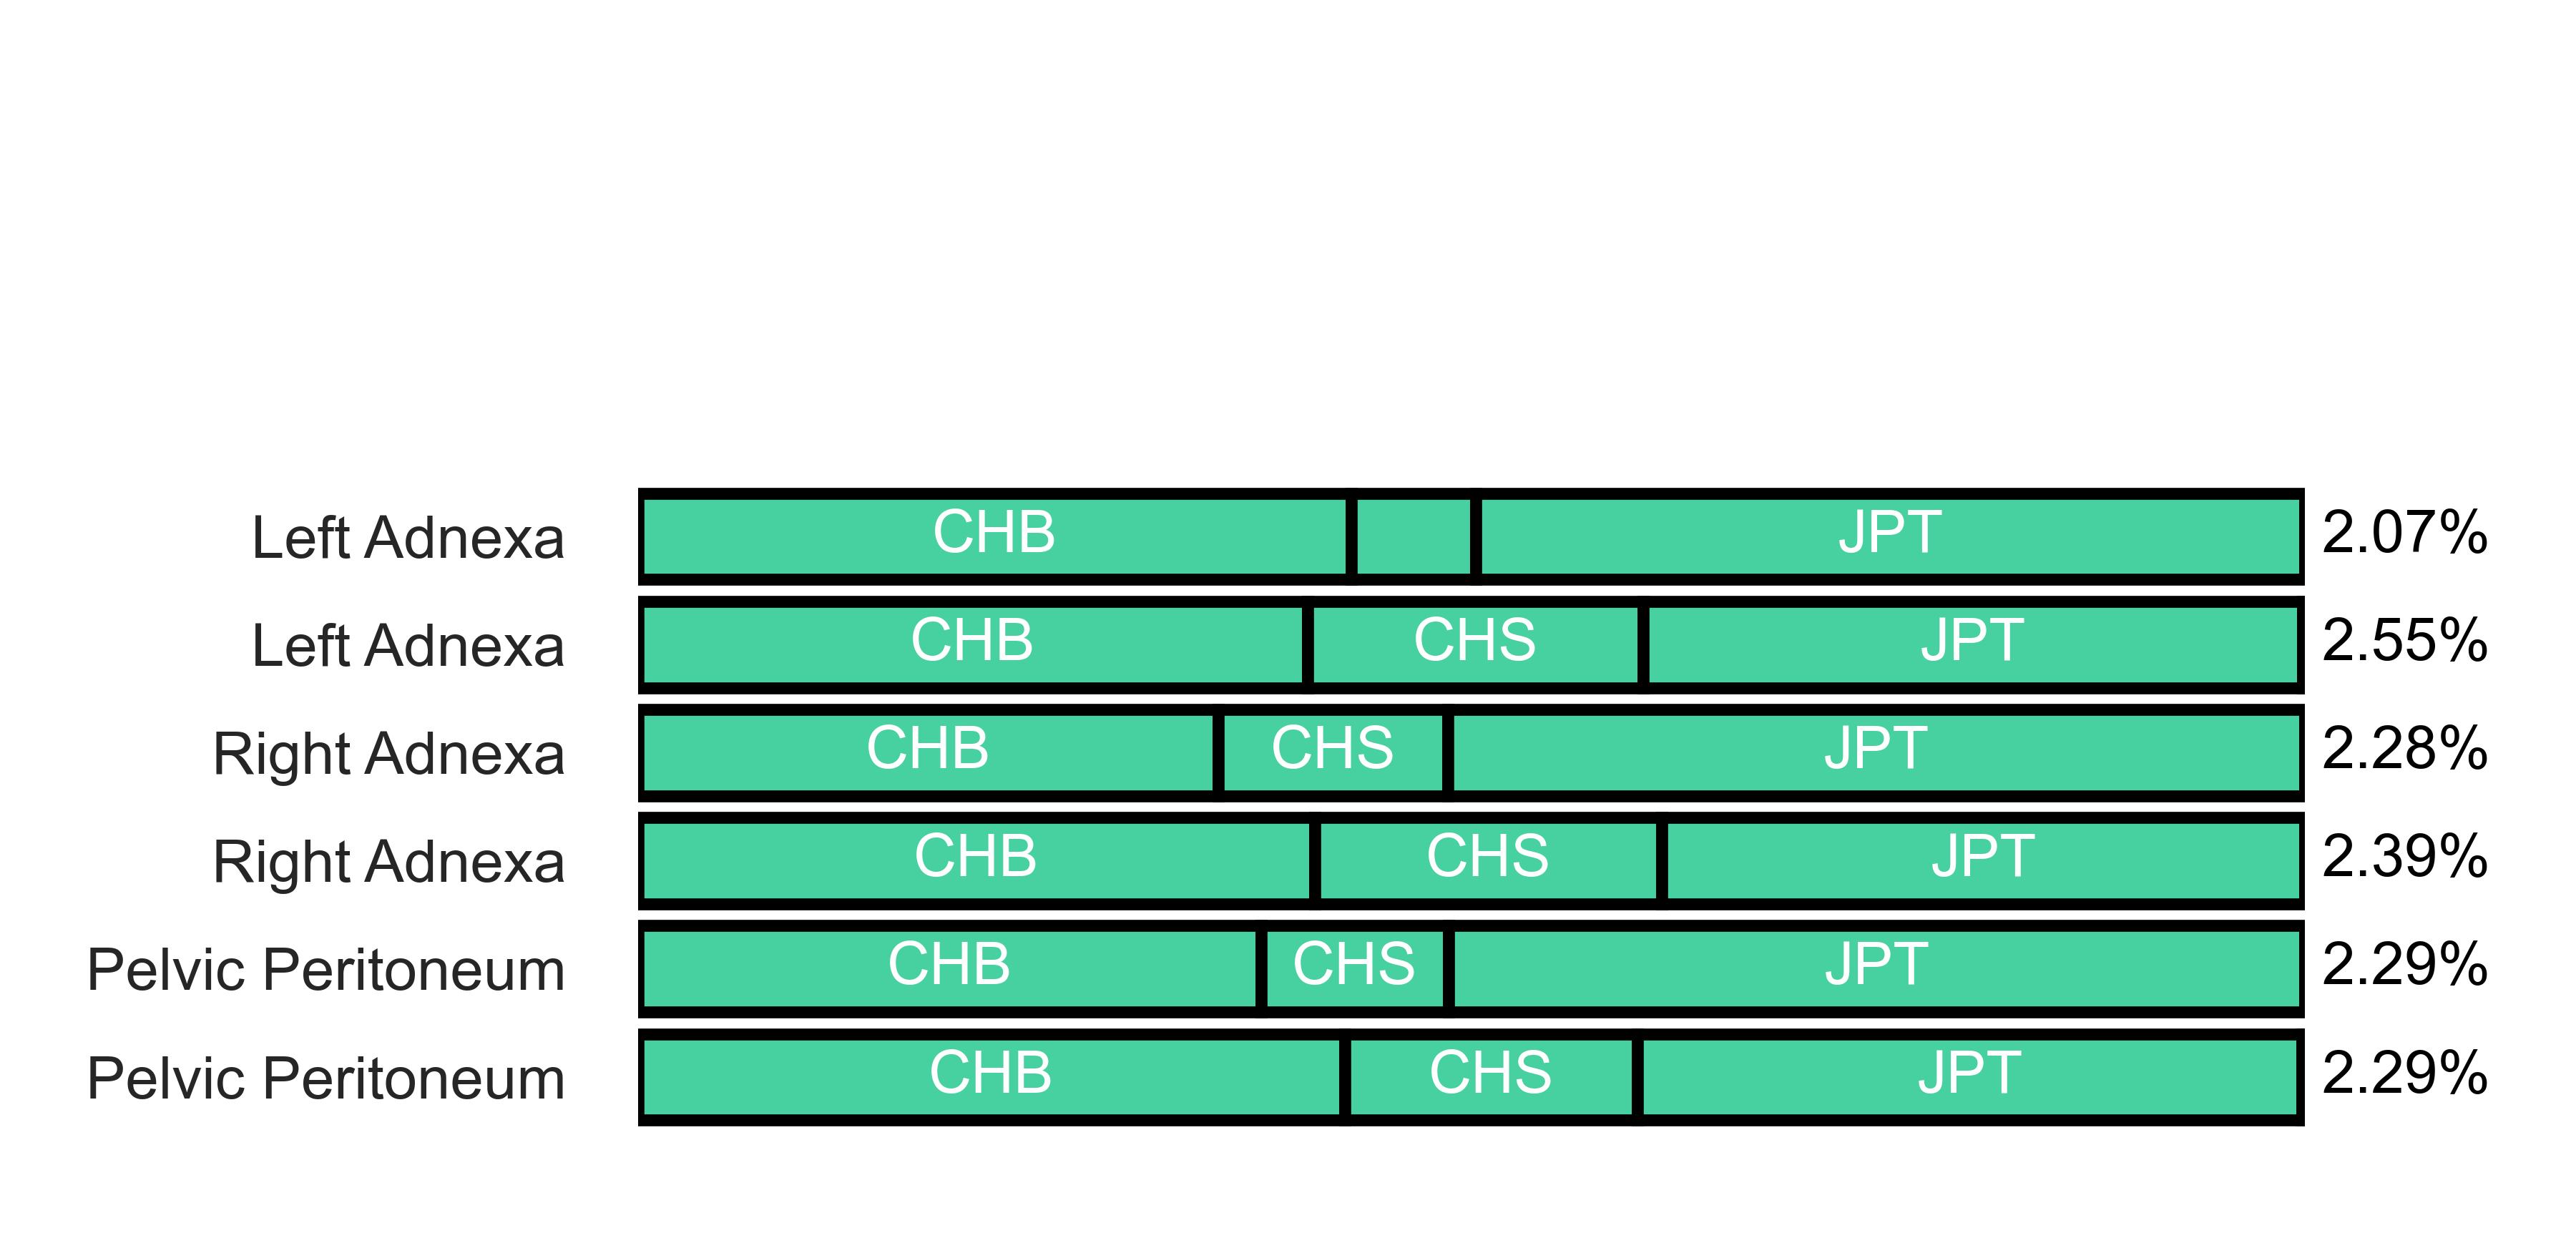 Left Adnexa CHB JPT 2.07%
Left Adnexa CHB CHS JPT 2.55%
Right Adnexa CHB CHS JPT 2.28%
Right Adnexa CHB CHS JPT 2.39%
Pelvic Peritoneum CHB CHS JPT 2.29%
Pelvic Peritoneum CHB CHS JPT 2.29%